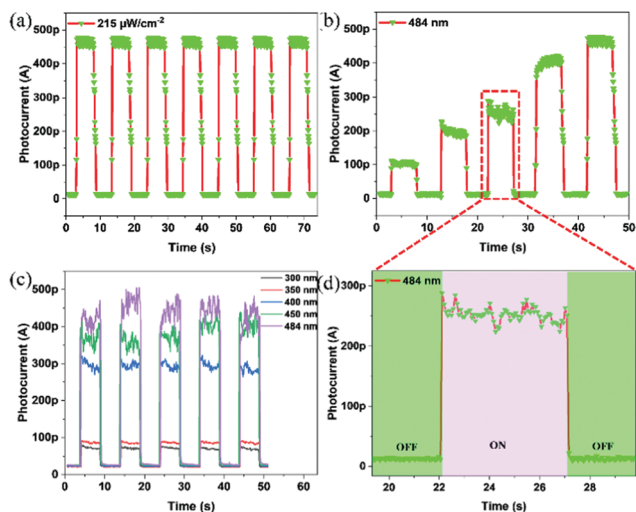 (a)
215 μW/cm⁻²
500p
400p
300p
200p
100p
0
Photocurrent (A)
0 10 20 30 40 50 60 70
Time (s)
(b)
484 nm
500p
400p
300p
200p
100p
0
Photocurrent (A)
0 10 20 30 40 50
Time (s)
(c)
300 nm
350 nm
400 nm
450 nm
484 nm
500p
400p
300p
200p
100p
0
Photocurrent (A)
0 10 20 30 40 50 60
Time (s)
(d)
484 nm
300p
200p
100p
0
Photocurrent (A)
OFF ON OFF
20 22 24 26 28
Time (s)